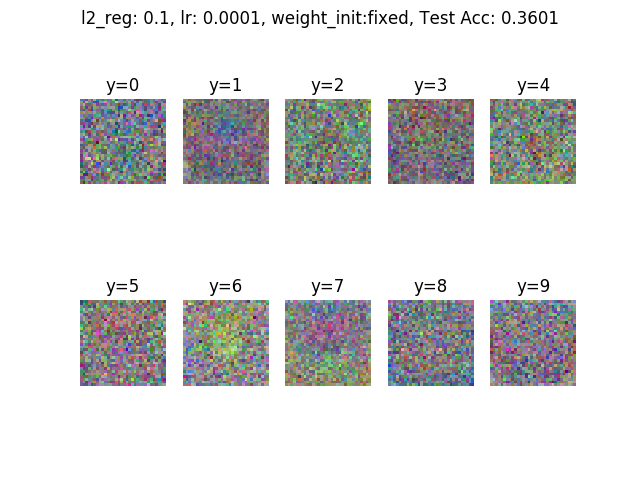 l2_reg: 0.1, lr: 0.0001, weight_init:fixed, Test Acc: 0.3601
y=0 y=1 y=2 y=3 y=4
y=5 y=6 y=7 y=8 y=9